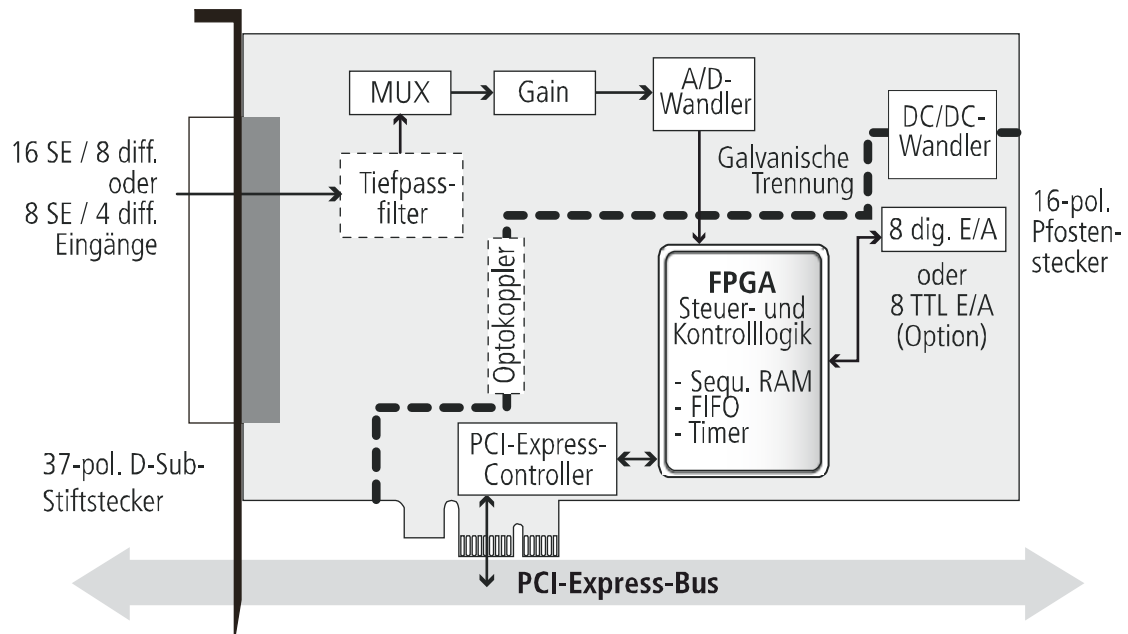 16 SE / 8 diff.
oder
8 SE / 4 diff.
Eingänge
MUX
Gain
A/D-
Wandler
Tiefpass-
filter
Galvanische
Trennung
DC/DC-
Wandler
16-pol.
Pfosten-
stecker
8 dig. E/A
oder
8 TTL E/A
(Option)
Optokoppler
FPGA
Steuer- und
Kontrolllogik
- Sequ. RAM
- FIFO
- Timer
PCI-Express-
Controller
37-pol. D-Sub-
Stiftstecker
PCI-Express-Bus